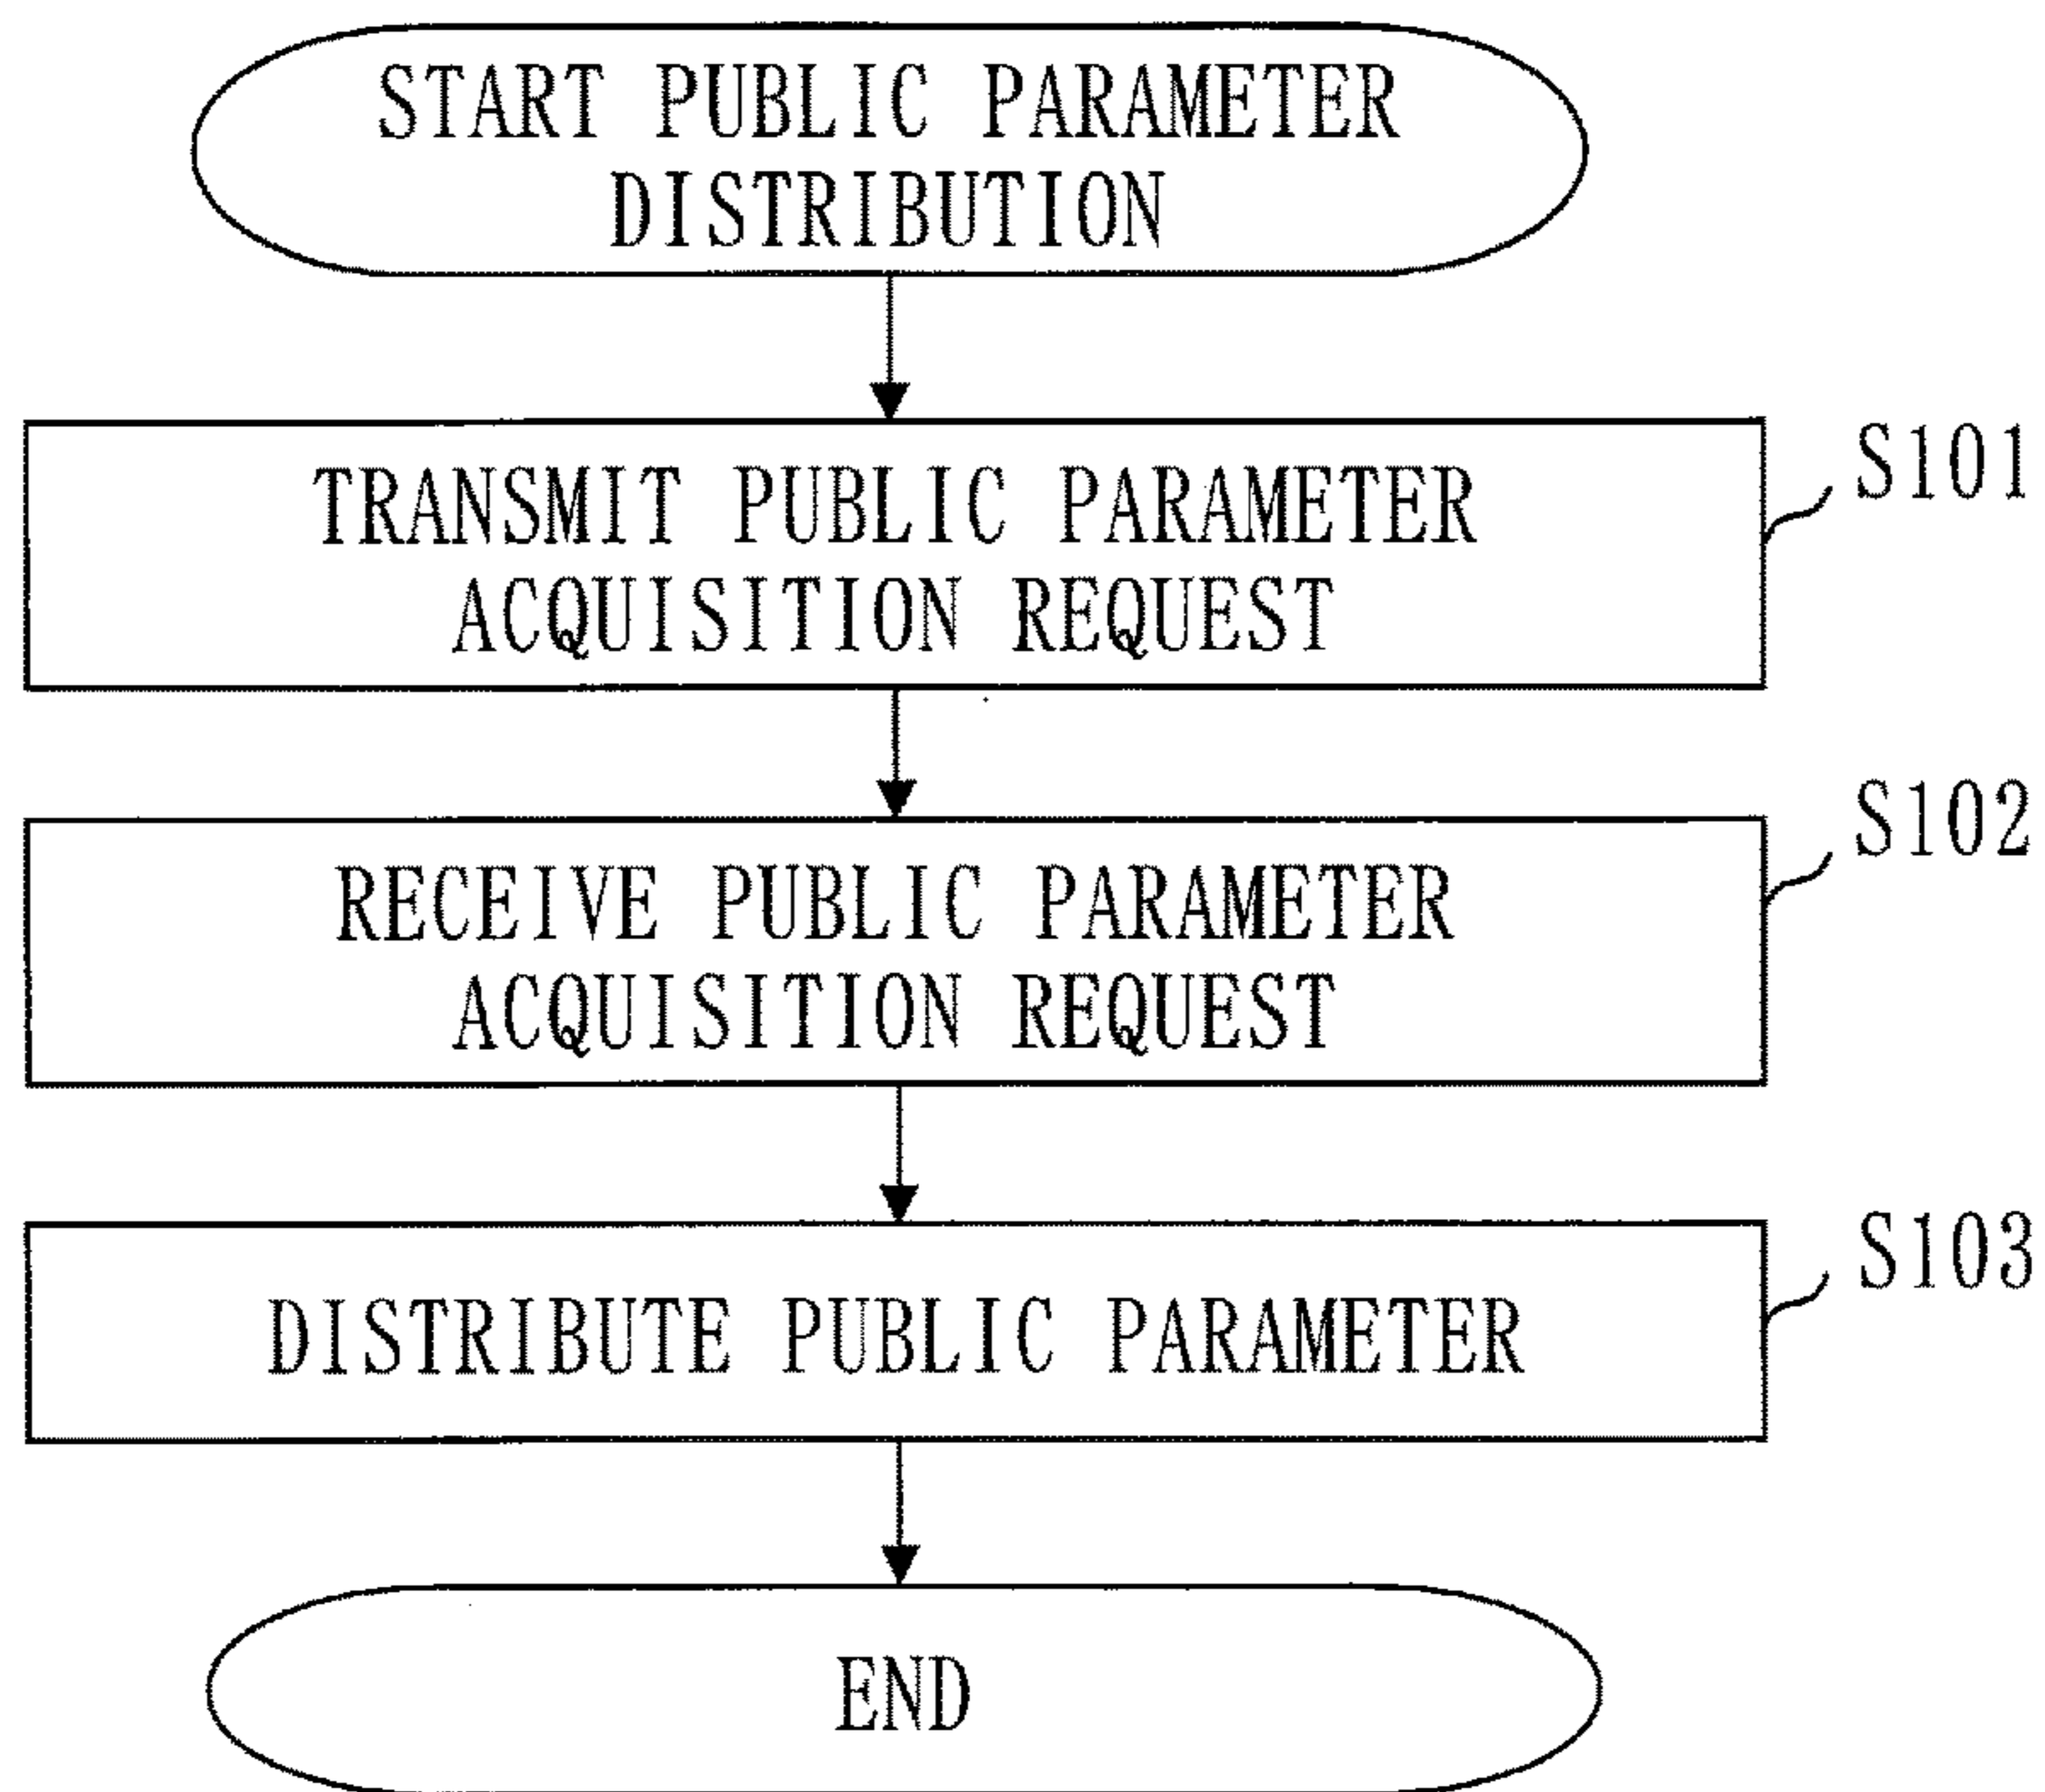 START PUBLIC PARAMETER
DISTRIBUTION
TRANSMIT PUBLIC PARAMETER
ACQUISITION REQUEST
S101
RECEIVE PUBLIC PARAMETER
ACQUISITION REQUEST
S102
DISTRIBUTE PUBLIC PARAMETER
S103
END